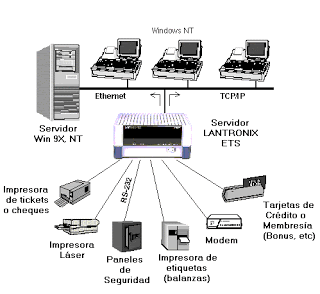 Windows NT
Ethernet
TCP/IP
Servidor
Win 9X, NT
Servidor
LANTRONIX
ETS
RS-232
Impresora
de tickets
o cheques
Impresora
Láser
Paneles
de
Seguridad
Impresora de
etiquetas
(balanzas)
Modem
Tarjetas de
Crédito o
Membresía
(Bonus, etc)